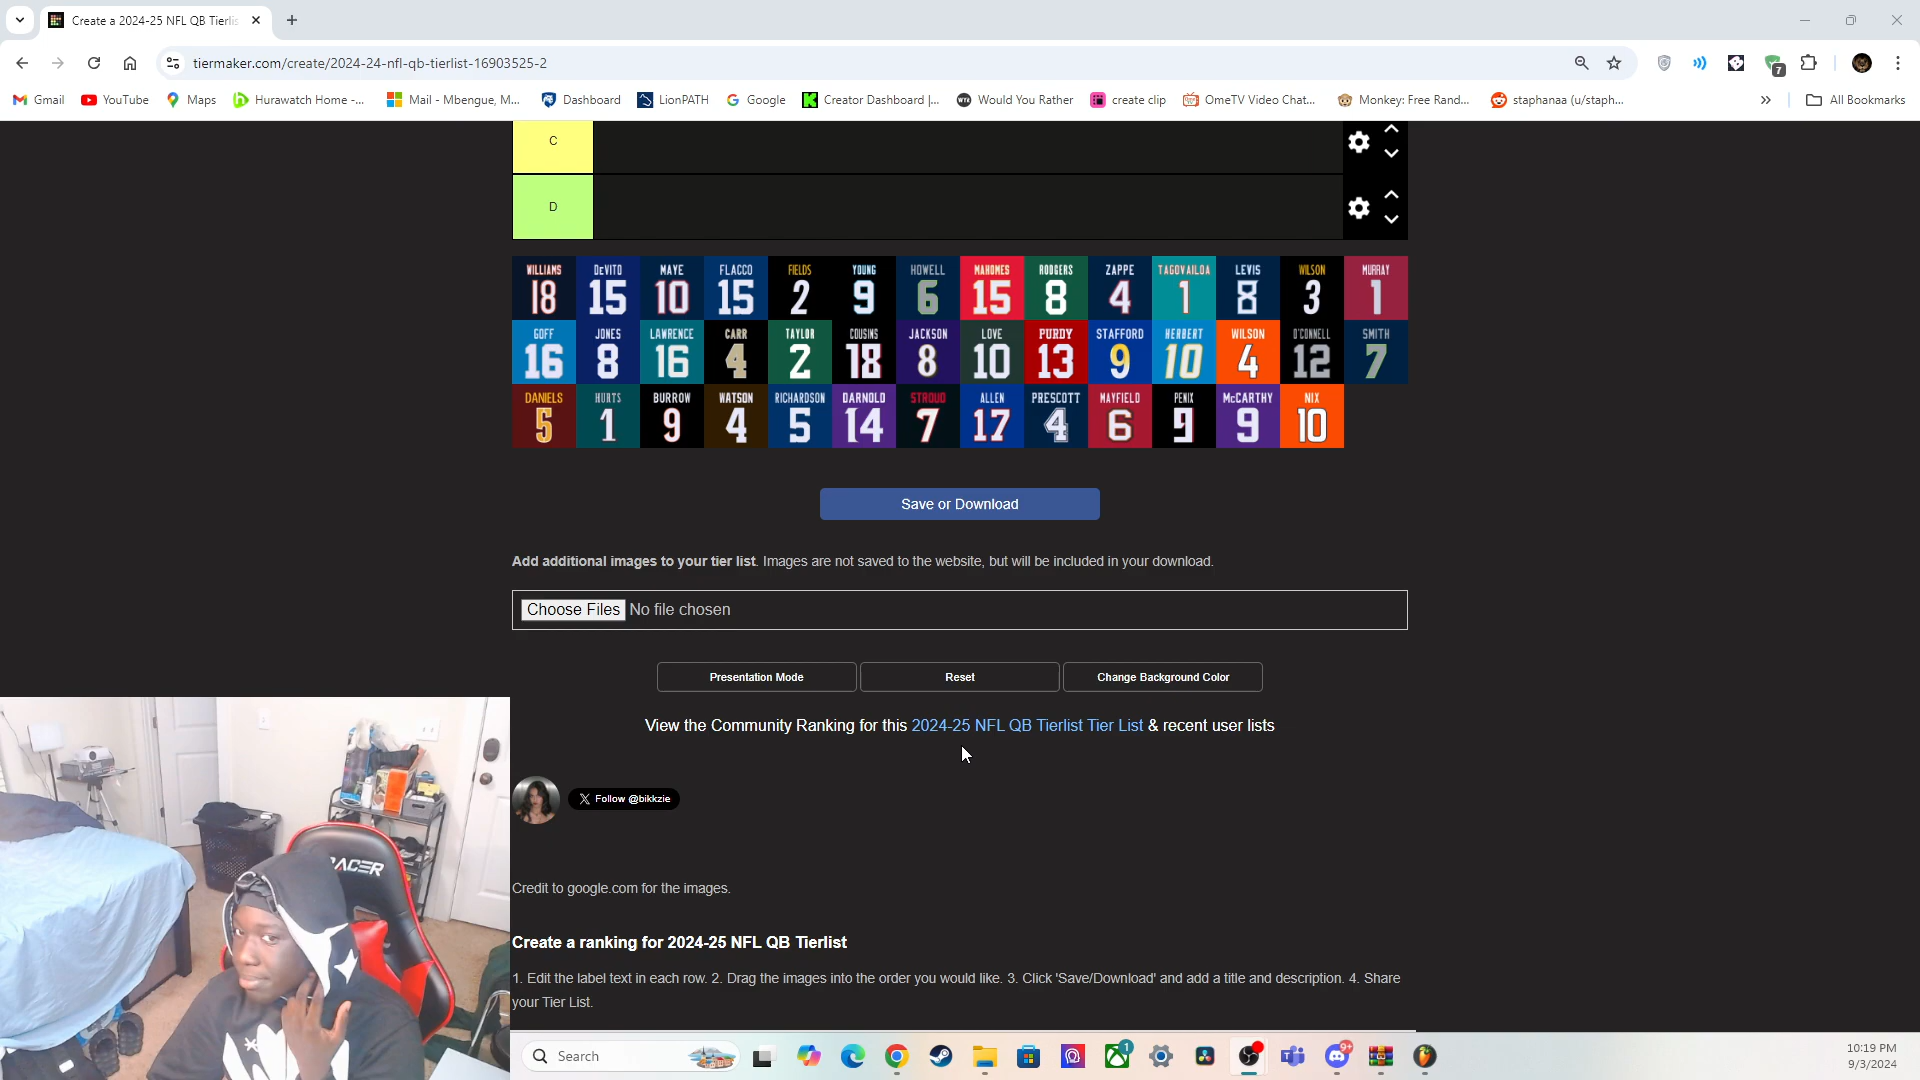 Create a 2024-25 NFL QB Tierlis
tiermaker.com/create/2024-24-nfl-qb-tierlist-16903525-2
7
Gmail YouTube Maps Hurawatch Home -... Mail - Mbengue, M... Dashboard LionPATH Google Creator Dashboard |... Would You Rather create clip OmeTV Video Chat... Monkey: Free Rand... staphanaa (u/staph... All Bookmarks
C
D
WILLIAMS DeVITO MAYE FLACCO FIELDS YOUNG HOWELL MAHOMES RODGERS ZAPPE TAGOVAILOA LEVIS WILSON MURRAY
18 15 10 15 2 9 6 15 8 4 1 8 3 1
GOFF JONES LAWRENCE CARR TAYLOR COUSINS JACKSON LOVE PURDY STAFFORD HERBERT WILSON O'CONNELL SMITH
16 8 16 4 2 18 8 10 13 9 10 4 12 7
DANIELS HURTS BURROW WATSON RICHARDSON DARNOLD STROUD ALLEN PRESCOTT MAYFIELD PENIX McCARTHY NIX
5 1 9 4 5 14 7 17 4 6 9 9 10
Save or Download
Add additional images to your tier list. Images are not saved to the website, but will be included in your download.
Choose Files No file chosen
Presentation Mode Reset Change Background Color
View the Community Ranking for this 2024-25 NFL QB Tierlist Tier List & recent user lists
Follow @bikkzie
Credit to google.com for the images.
Create a ranking for 2024-25 NFL QB Tierlist
1. Edit the label text in each row. 2. Drag the images into the order you would like. 3. Click 'Save/Download' and add a title and description. 4. Share
your Tier List.
RACER
Search
1
9+
10:19 PM
9/3/2024